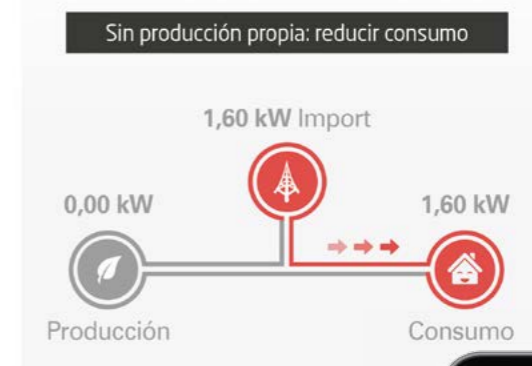 Sin producción propia: reducir consumo
1,60 kW Import
0,00 kW
1,60 kW
Producción
Consumo